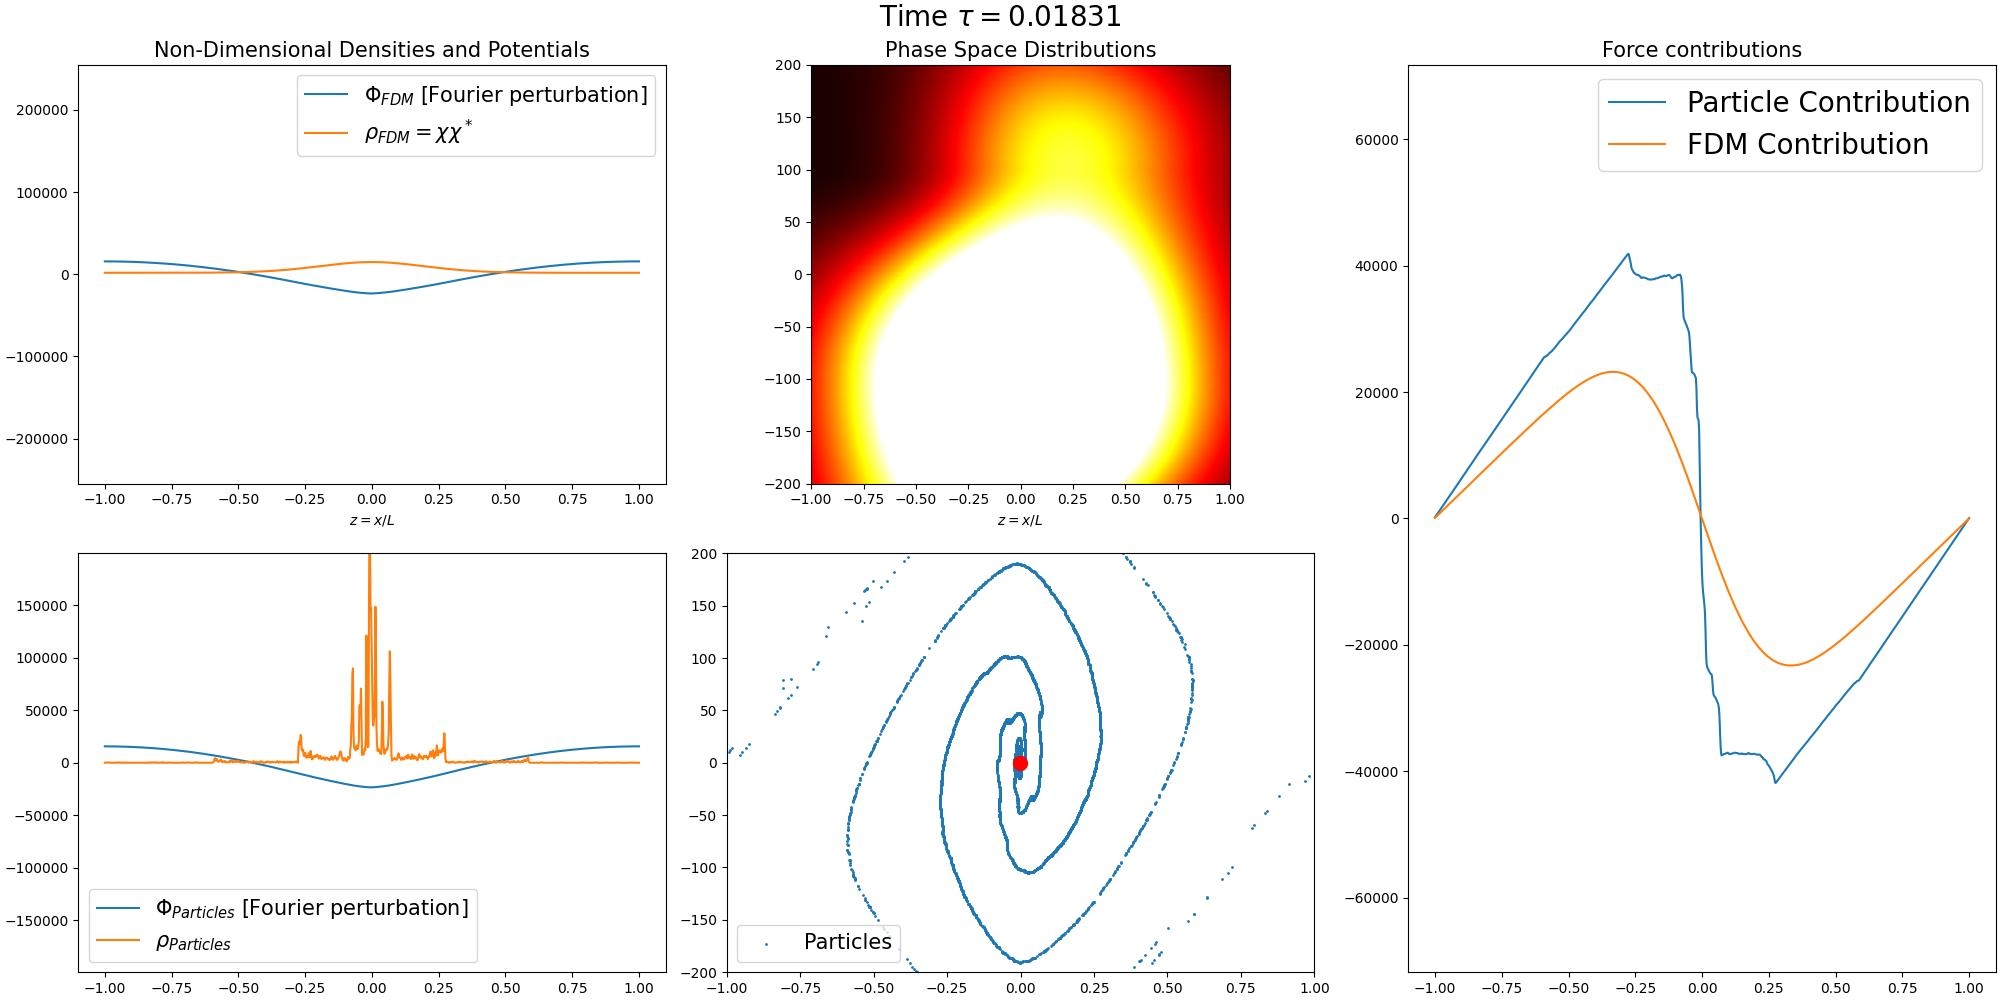 Time τ = 0.01831
Non-Dimensional Densities and Potentials
Φ_FDM [Fourier perturbation]
ρ_FDM = χχ*
200000
100000
0
−100000
−200000
−1.00 −0.75 −0.50 −0.25 0.00 0.25 0.50 0.75 1.00
z = x/L
Phase Space Distributions
200
150
100
50
0
−50
−100
−150
−200
−1.00 −0.75 −0.50 −0.25 0.00 0.25 0.50 0.75 1.00
z = x/L
Force contributions
Particle Contribution
FDM Contribution
60000
40000
20000
0
−20000
−40000
−60000
−1.00 −0.75 −0.50 −0.25 0.00 0.25 0.50 0.75 1.00
150000
100000
50000
0
−50000
−100000
−150000
Φ_Particles [Fourier perturbation]
ρ_Particles
−1.00 −0.75 −0.50 −0.25 0.00 0.25 0.50 0.75 1.00
200
150
100
50
0
−50
−100
−150
−200
Particles
−1.00 −0.75 −0.50 −0.25 0.00 0.25 0.50 0.75 1.00